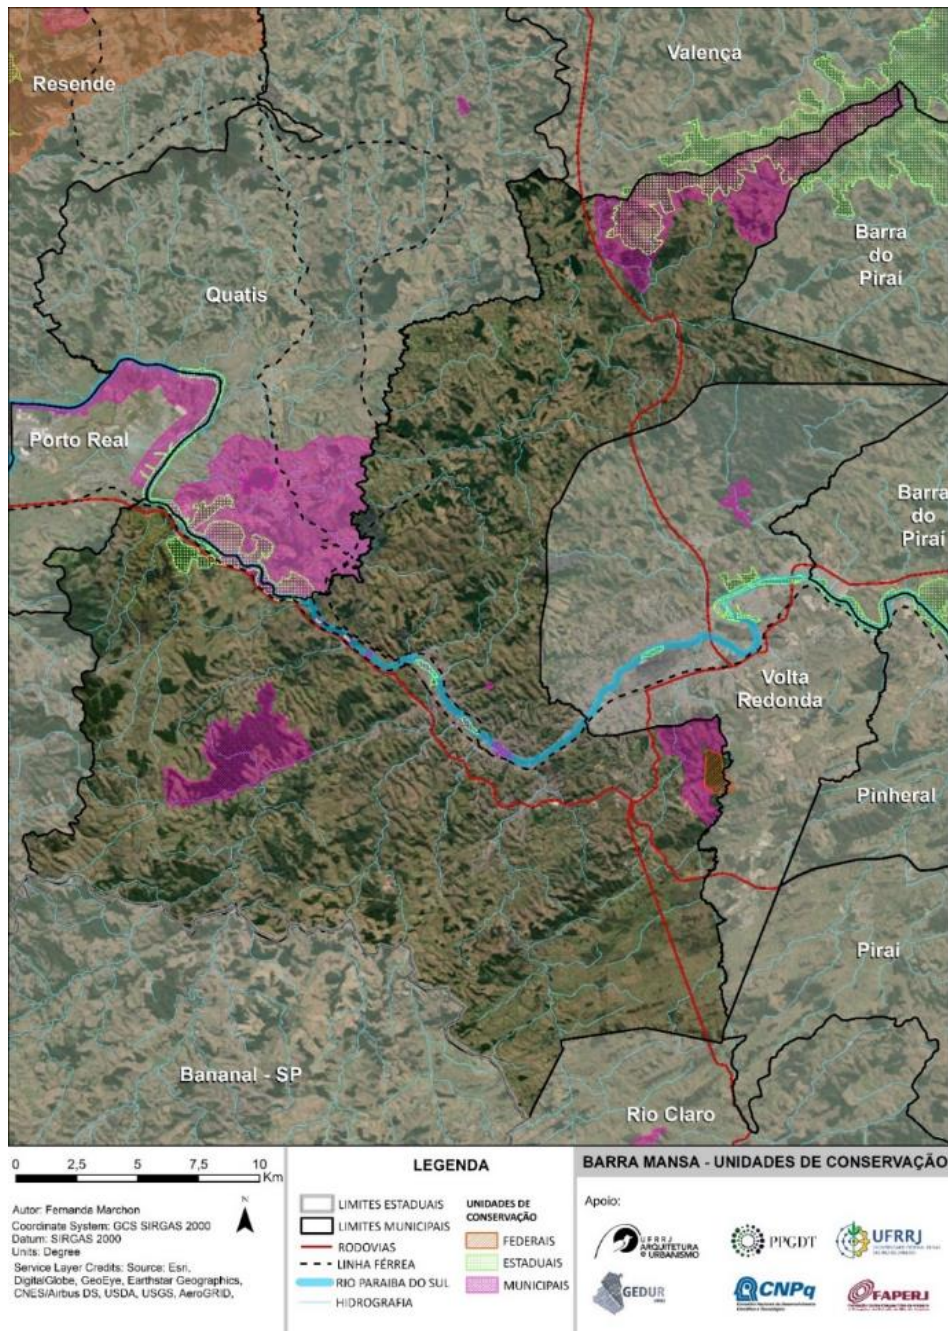 Resende
Valença
Barra
do
Piraí
Quatis
Porto Real
Barra
do
Piraí
Volta
Redonda
Pinheral
Piraí
Bananal - SP
Rio Claro
0 2,5 5 7,5 10
Km
Autor: Fernanda Marchon
Coordinate System: GCS SIRGAS 2000
Datum: SIRGAS 2000
Units: Degree
Service Layer Credits: Source: Esri,
DigitalGlobe, GeoEye, Earthstar Geographics,
CNES/Airbus DS, USDA, USGS, AeroGRID,
N
LEGENDA
LIMITES ESTADUAIS
LIMITES MUNICIPAIS
RODOVIAS
LINHA FÉRREA
RIO PARAIBA DO SUL
HIDROGRAFIA
UNIDADES DE
CONSERVAÇÃO
FEDERAIS
ESTADUAIS
MUNICIPAIS
BARRA MANSA - UNIDADES DE CONSERVAÇÃO
Apoio:
UFRRJ
ARQUITETURA
E URBANISMO
PPGDT
UFRRJ
GEDUR
CNPq
FAPERJ